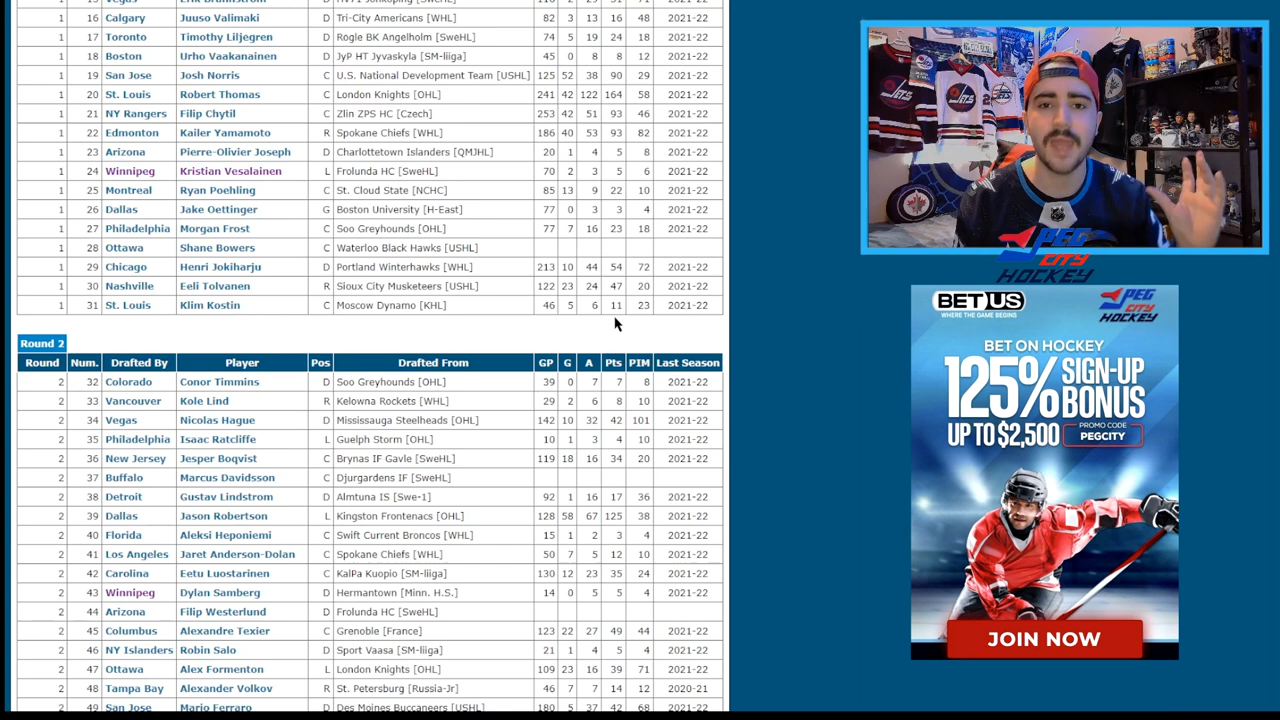 1 18 Calgary Juuso Valimaki D Tri-City Americans [WHL] 82 3 13 16 48 2021-22
1 17 Toronto Timothy Liljegren D Rogle BK Angelholm [SweHL] 74 5 19 24 18 2021-22
1 18 Boston Urho Vaakanainen D JyP HT Jyvaskyla [SM-liiga] 45 0 8 8 12 2021-22
1 19 San Jose Josh Norris C U.S. National Development Team [USHL] 125 52 38 90 29 2021-22
1 20 St. Louis Robert Thomas C London Knights [OHL] 241 42 122 164 58 2021-22
1 21 NY Rangers Filip Chytil C Zlin ZPS HC [Czech] 253 42 51 93 46 2021-22
1 22 Edmonton Kailer Yamamoto R Spokane Chiefs [WHL] 186 40 53 93 82 2021-22
1 23 Arizona Pierre-Olivier Joseph D Charlottetown Islanders [QMJHL] 20 1 4 5 8 2021-22
1 24 Winnipeg Kristian Vesalainen L Frolunda HC [SweHL] 70 2 3 5 6 2021-22
1 25 Montreal Ryan Poehling C St. Cloud State [NCHC] 85 13 9 22 10 2021-22
1 26 Dallas Jake Oettinger G Boston University [H-East] 77 0 3 3 4 2021-22
1 27 Philadelphia Morgan Frost C Soo Greyhounds [OHL] 77 7 16 23 18 2021-22
1 28 Ottawa Shane Bowers C Waterloo Black Hawks [USHL]
1 29 Chicago Henri Jokiharju D Portland Winterhawks [WHL] 213 10 44 54 72 2021-22
1 30 Nashville Eeli Tolvanen R Sioux City Musketeers [USHL] 122 23 24 47 20 2021-22
1 31 St. Louis Klim Kostin C Moscow Dynamo [KHL] 46 5 6 11 23 2021-22
Round 2
Round Num. Drafted By Player Pos Drafted From GP G A Pts PIM Last Season
2 32 Colorado Conor Timmins D Soo Greyhounds [OHL] 39 0 7 7 8 2021-22
2 33 Vancouver Kole Lind R Kelowna Rockets [WHL] 29 2 6 8 10 2021-22
2 34 Vegas Nicolas Hague D Mississauga Steelheads [OHL] 142 10 32 42 101 2021-22
2 35 Philadelphia Isaac Ratcliffe L Guelph Storm [OHL] 10 1 3 4 10 2021-22
2 36 New Jersey Jesper Boqvist C Brynas IF Gavle [SweHL] 119 18 16 34 20 2021-22
2 37 Buffalo Marcus Davidsson C Djurgardens IF [SweHL]
2 38 Detroit Gustav Lindstrom D Almtuna IS [Swe-1] 92 1 16 17 36 2021-22
2 39 Dallas Jason Robertson L Kingston Frontenacs [OHL] 128 58 67 125 38 2021-22
2 40 Florida Aleksi Heponiemi C Swift Current Broncos [WHL] 15 1 2 3 4 2021-22
2 41 Los Angeles Jaret Anderson-Dolan C Spokane Chiefs [WHL] 50 7 5 12 10 2021-22
2 42 Carolina Eetu Luostarinen C KalPa Kuopio [SM-liiga] 130 12 23 35 24 2021-22
2 43 Winnipeg Dylan Samberg D Hermantown [Minn. H.S.] 14 0 5 5 4 2021-22
2 44 Arizona Filip Westerlund D Frolunda HC [SweHL]
2 45 Columbus Alexandre Texier C Grenoble [France] 123 22 27 49 44 2021-22
2 46 NY Islanders Robin Salo D Sport Vaasa [SM-liiga] 21 1 4 5 4 2021-22
2 47 Ottawa Alex Formenton L London Knights [OHL] 109 23 16 39 71 2021-22
2 48 Tampa Bay Alexander Volkov R St. Petersburg [Russia-Jr] 46 7 7 14 12 2020-21
2 49 San Jose Mario Ferraro D Des Moines Buccaneers [USHL] 180 5 37 42 68 2021-22
JETS
PEG
CITY
HOCKEY
BETUS
WHERE THE GAME BEGINS
PEG
CITY
HOCKEY
BET ON HOCKEY
125% SIGN-UP BONUS
UP TO $2,500
PROMO CODE
PEGCITY
JOIN NOW